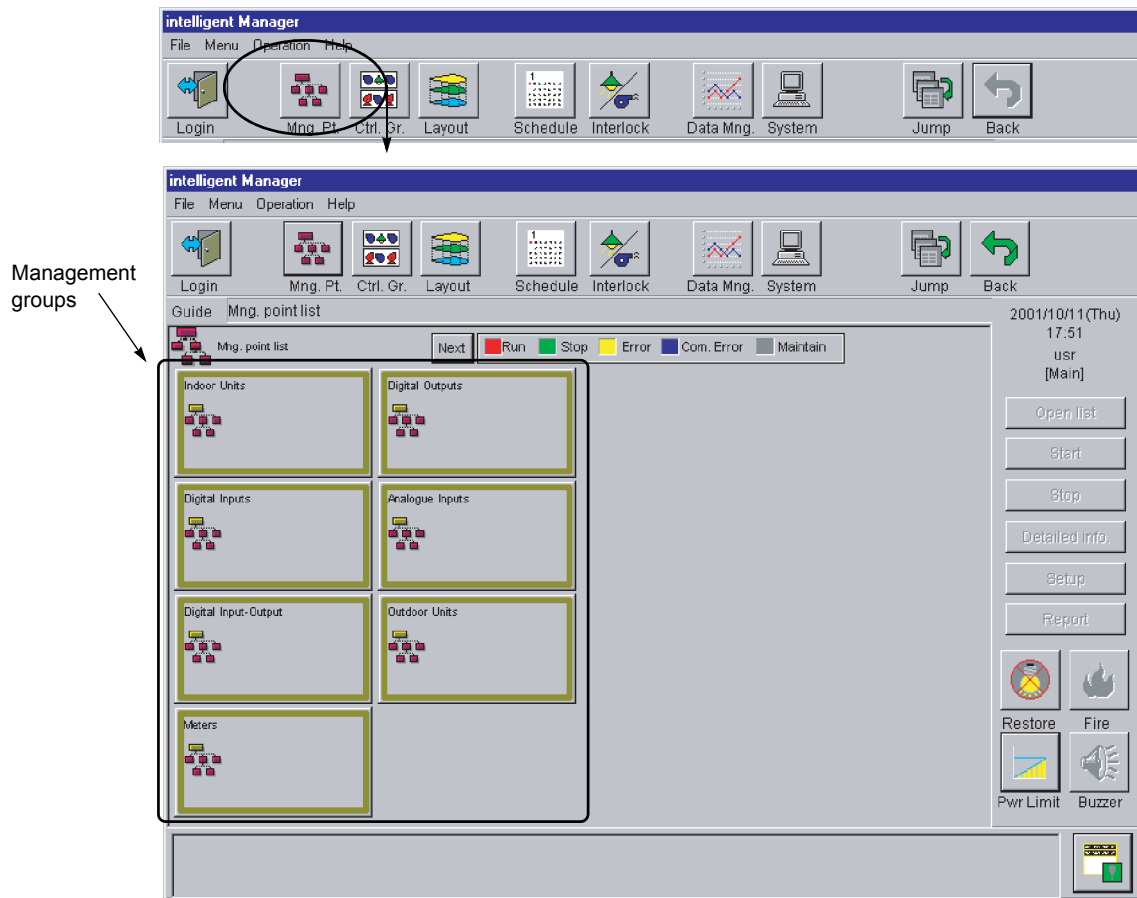 intelligent Manager
File Menu Operation Help
1
Login Mng. Pt. Ctrl. Gr. Layout Schedule Interlock Data Mng. System Jump Back
intelligent Manager
File Menu Operation Help
1
Login Mng. Pt. Ctrl. Gr. Layout Schedule Interlock Data Mng. System Jump Back
Management
groups
Guide Mng. point list
2001/10/11(Thu)
17:51
usr
[Main]
Mng. point list Next Run Stop Error Com. Error Maintain
Indoor Units Digital Outputs
Digital Inputs Analogue Inputs
Digital Input-Output Outdoor Units
Meters
Open list
Start
Stop
Detailed info.
Setup
Report
Restore Fire
Pwr Limit Buzzer